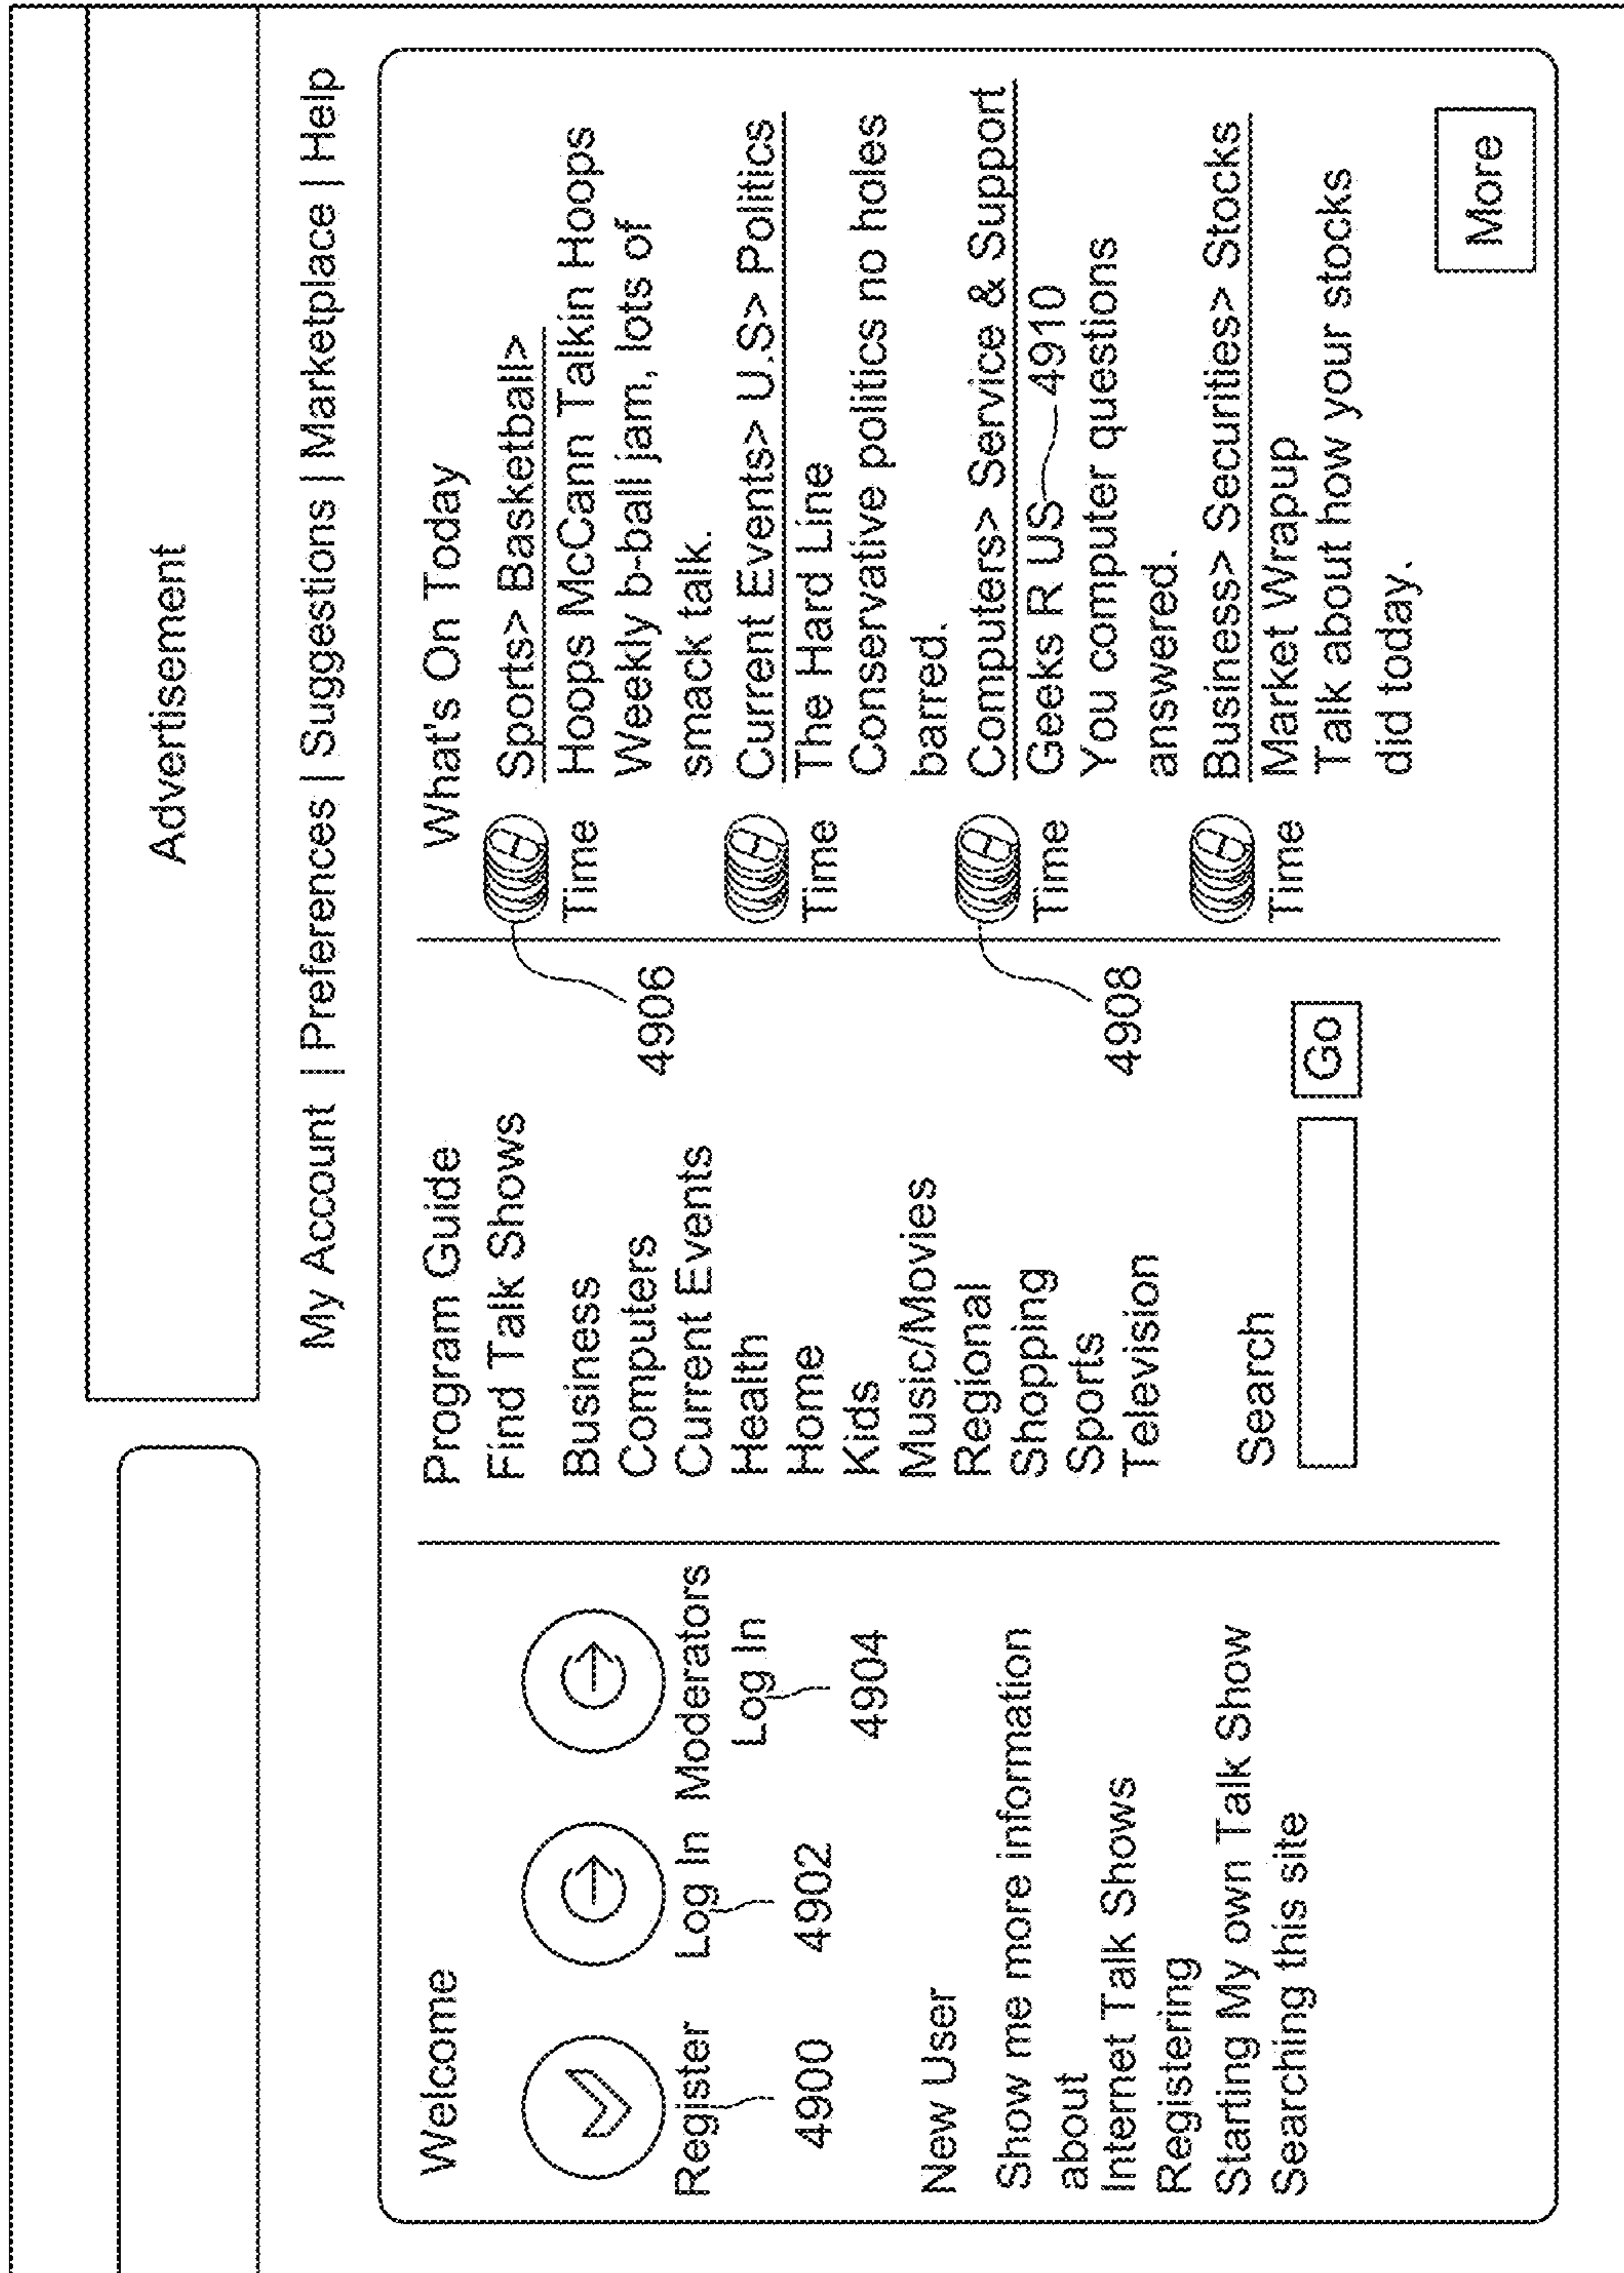 Advertisement
My Account | Preferences | Suggestions | Marketplace | Help
Welcome
Register
Log In
Moderators
Log In
4900
4902
4904
New User
Show me more information
about
Internet Talk Shows
Registering
Starting My own Talk Show
Searching this site
Program Guide
Find Talk Shows
Business
Computers
Current Events
Health
Home
Kids
Music/Movies
Regional
Shopping
Sports
Television
Search
Go
4906
4908
What's On Today
Sports> Basketball>
Time
Hoops McCann Talkin Hoops
Weekly b-ball jam, lots of
smack talk.
Current Events> U.S> Politics
Time
The Hard Line
Conservative politics no holes
barred.
Computers> Service & Support
Time
Geeks R US 4910
You computer questions
answered.
Business> Securities> Stocks
Time
Market Wrapup
Talk about how your stocks
did today.
More